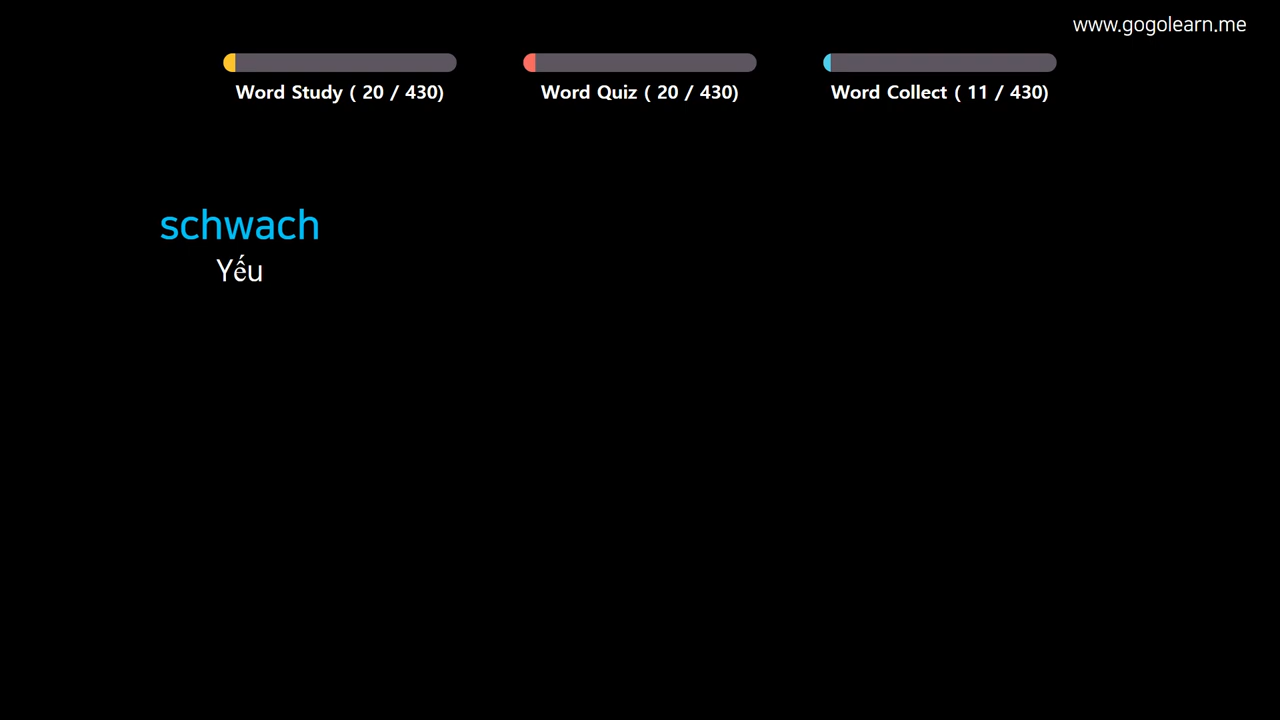 www.gogolearn.me
Word Study ( 20 / 430)
Word Quiz ( 20 / 430)
Word Collect ( 11 / 430)
schwach
Yếu